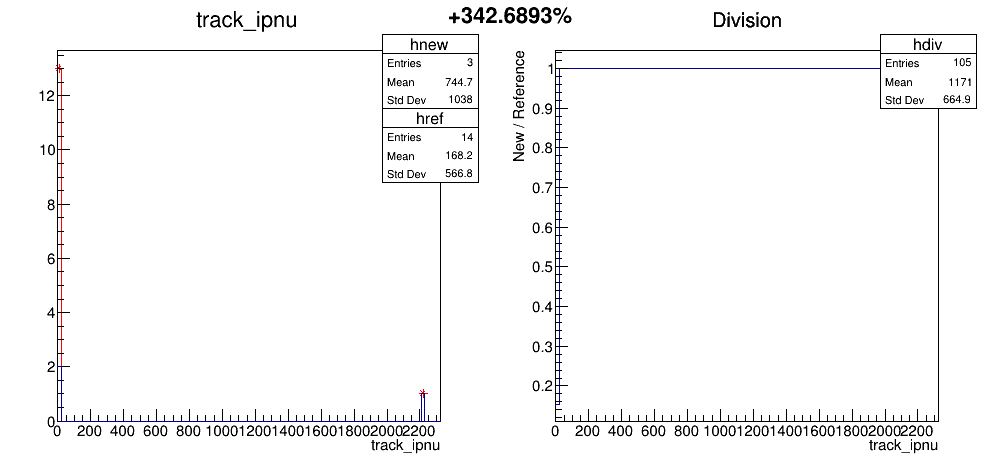 +342.6893%
track_ipnu
hnew
Entries 3
Mean 744.7
Std Dev 1038
href
Entries 14
Mean 168.2
Std Dev 566.8
12
10
8
6
4
2
0
0 200 400 600 800 1000 1200 1400 1600 1800 2000 2200
track_ipnu
Division
hdiv
Entries 105
Mean 1171
Std Dev 664.9
New / Reference
1
0.9
0.8
0.7
0.6
0.5
0.4
0.3
0.2
0 200 400 600 800 1000 1200 1400 1600 1800 2000 2200
track_ipnu